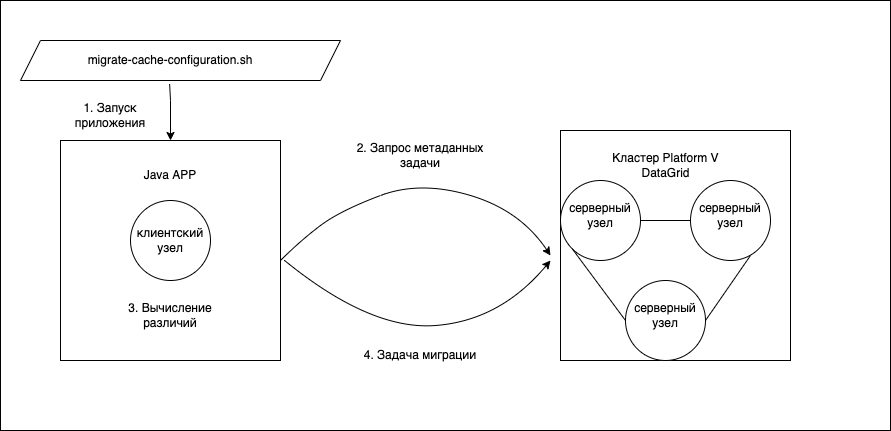 migrate-cache-configuration.sh
1. Запуск
приложения
Java APP
клиентский
узел
3. Вычисление
различий
2. Запрос метаданных
задачи
4. Задача миграции
Кластер Platform V
DataGrid
серверный
узел
серверный
узел
серверный
узел